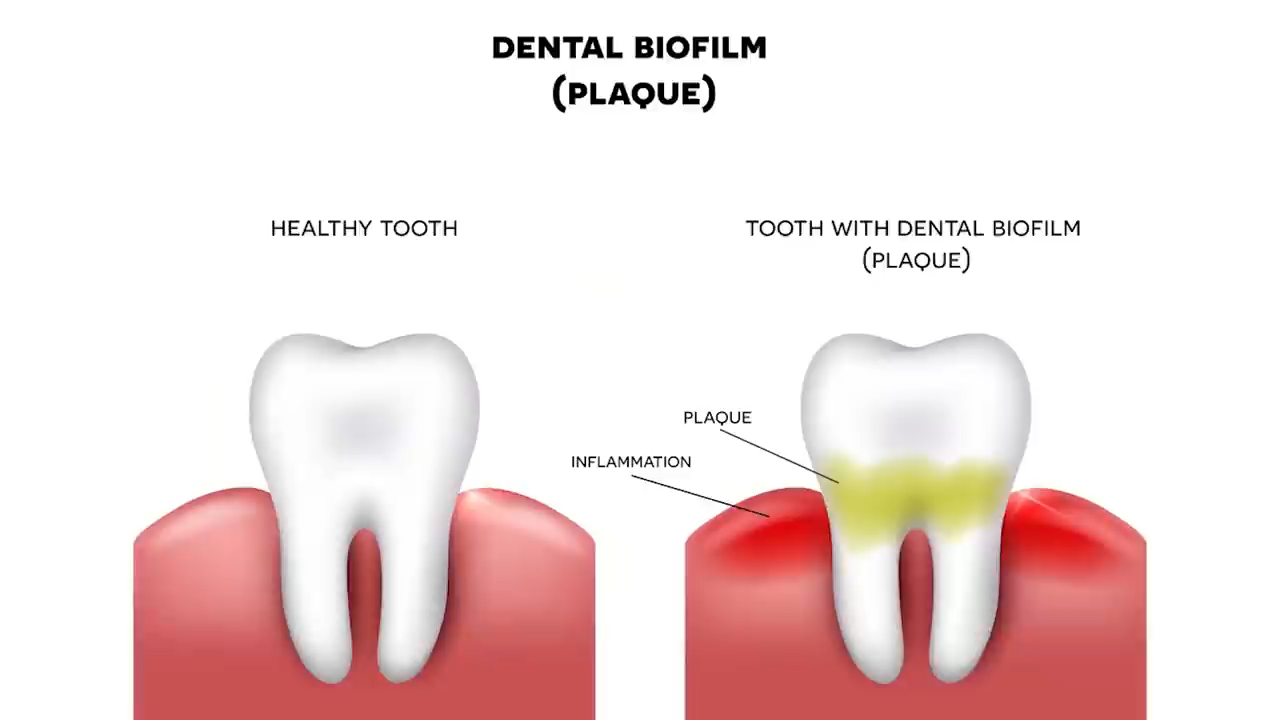 DENTAL BIOFILM
(PLAQUE)
HEALTHY TOOTH
TOOTH WITH DENTAL BIOFILM
(PLAQUE)
PLAQUE
INFLAMMATION